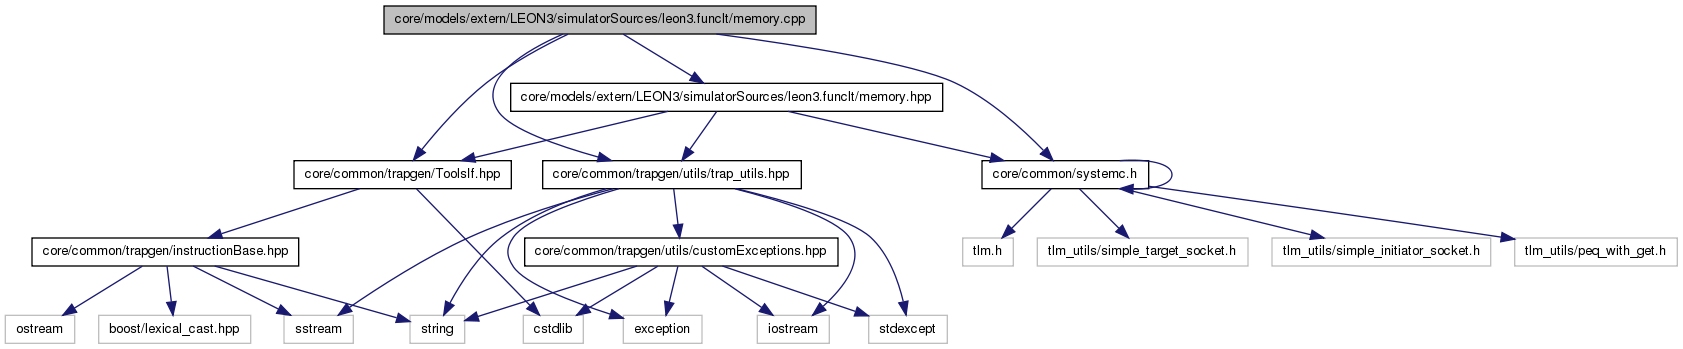 core/models/extern/LEON3/simulatorSources/leon3.funclt/memory.cpp
core/models/extern/LEON3/simulatorSources/leon3.funclt/memory.hpp
core/common/trapgen/ToolsIf.hpp
core/common/trapgen/utils/trap_utils.hpp
core/common/systemc.h
core/common/trapgen/instructionBase.hpp
core/common/trapgen/utils/customExceptions.hpp
tlm.h
tlm_utils/simple_target_socket.h
tlm_utils/simple_initiator_socket.h
tlm_utils/peq_with_get.h
ostream
boost/lexical_cast.hpp
sstream
string
cstdlib
exception
iostream
stdexcept